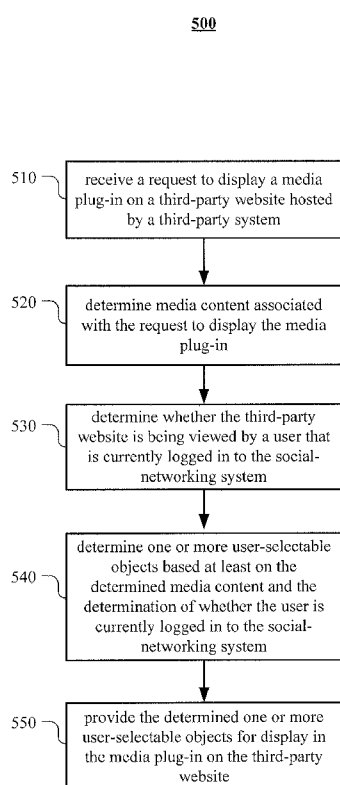 500
510
receive a request to display a media
plug-in on a third-party website hosted
by a third-party system
520
determine media content associated
with the request to display the media
plug-in
530
determine whether the third-party
website is being viewed by a user that
is currently logged in to the social-
networking system
540
determine one or more user-selectable
objects based at least on the
determined media content and the
determination of whether the user is
currently logged in to the social-
networking system
550
provide the determined one or more
user-selectable objects for display in
the media plug-in on the third-party
website